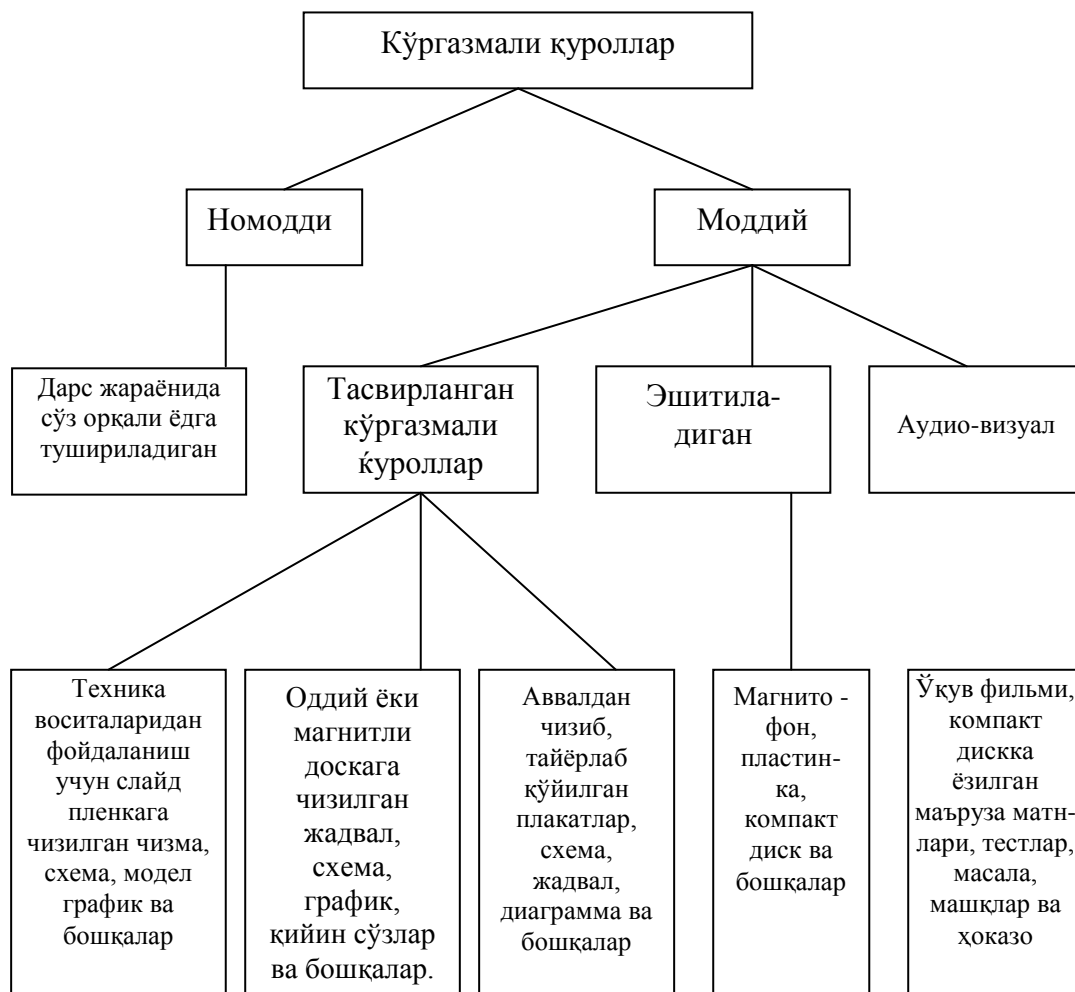 Кўргазмали қуроллар
Номодди
Моддий
Дарс жараёнида
сўз орқали ёдга
тушириладиган
Тасвирланган
кўргазмали
ќуроллар
Эшитила-
диган
Аудио-визуал
Техника
воситаларидан
фойдаланиш
учун слайд
пленкага
чизилган чизма,
схема, модел
график ва
бошқалар
Оддий ёки
магнитли
доскага
чизилган
жадвал,
схема,
график,
қийин сўзлар
ва бошқалар.
Аввалдан
чизиб,
тайёрлаб
қўйилган
плакатлар,
схема,
жадвал,
диаграмма ва
бошқалар
Магнито -
фон,
пластин-
ка,
компакт
диск ва
бошқалар
Ўқув фильми,
компакт
дискка
ёзилган
маъруза матн-
лари, тестлар,
масала,
машқлар ва
ҳоказо